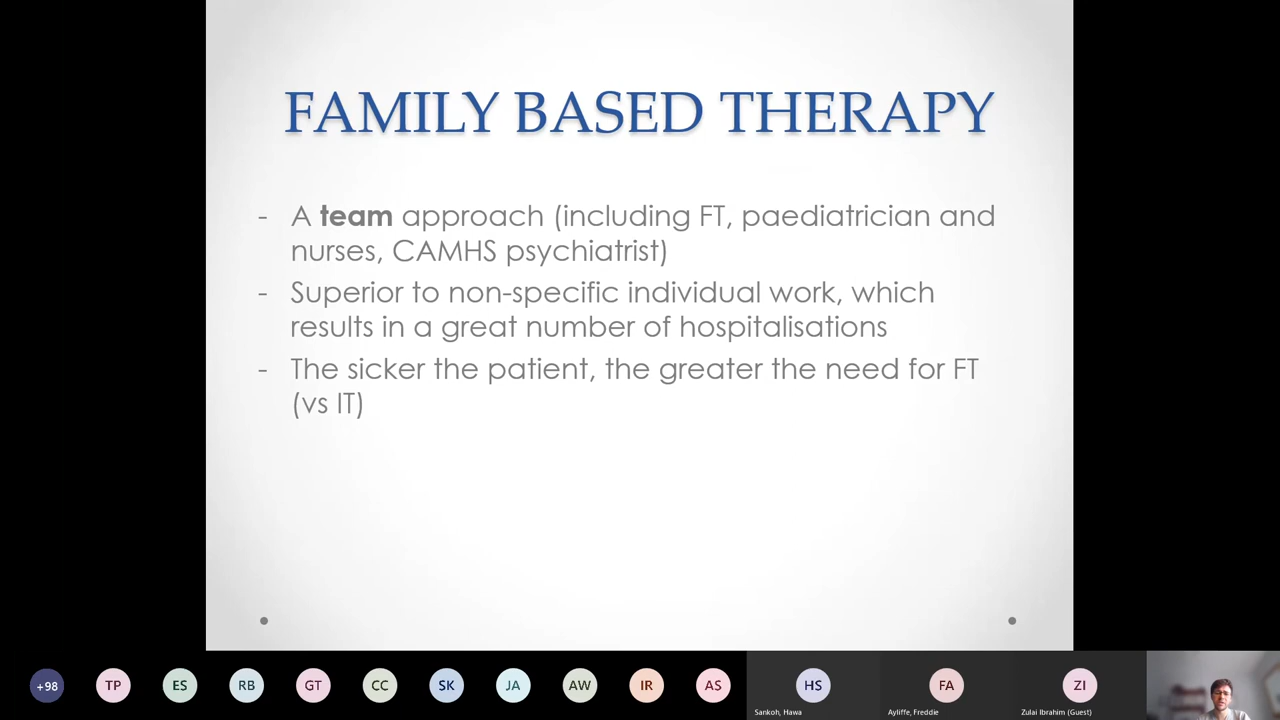 FAMILY BASED THERAPY
- A team approach (including FT, paediatrician and
nurses, CAMHS psychiatrist)
- Superior to non-specific individual work, which
results in a great number of hospitalisations
- The sicker the patient, the greater the need for FT
(vs IT)
+98
TP
ES
RB
GT
CC
SK
JA
AW
IR
AS
HS
FA
ZI
Sankoh, Hawa
Ayliffe, Freddie
Zulai Ibrahim (Guest)